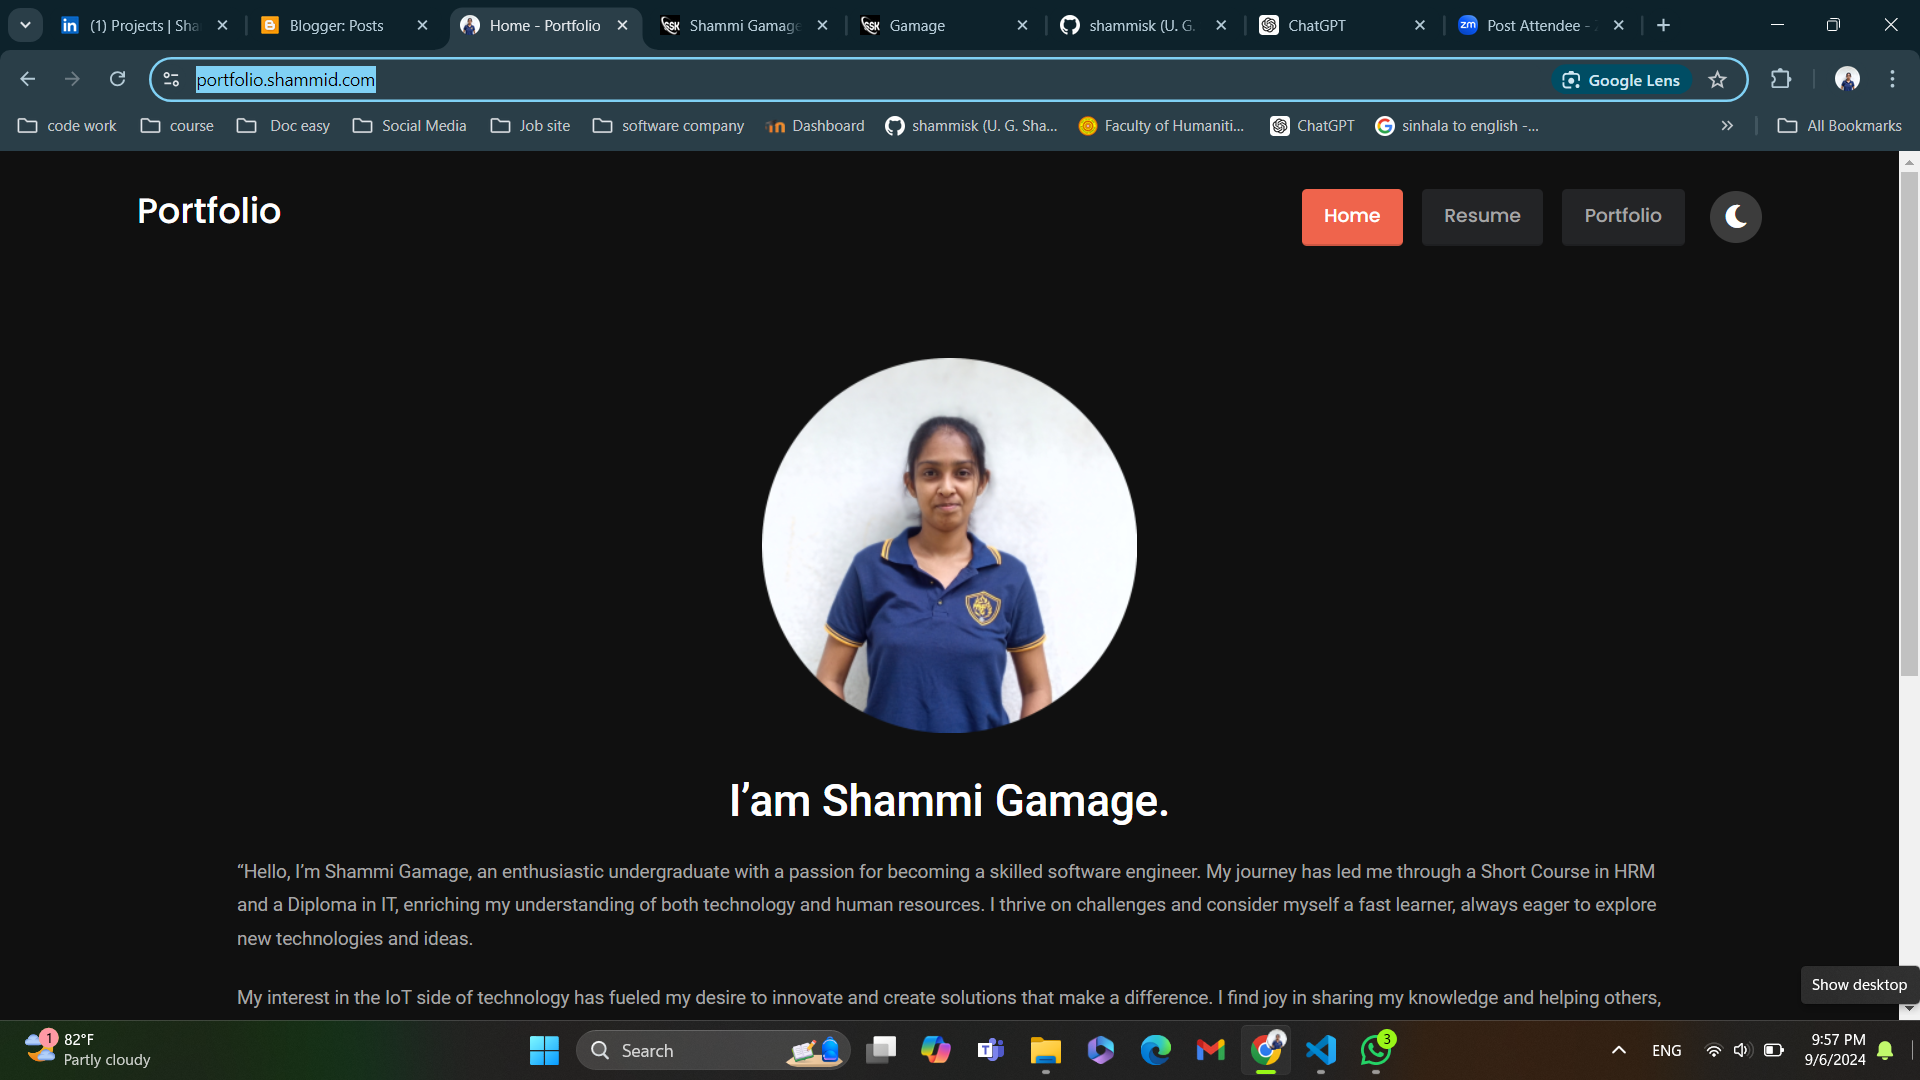 (1) Projects | Sha
Blogger: Posts
Home - Portfolio
Shammi Gamage
Gamage
shammisk (U. G.
ChatGPT
Post Attendee -
portfolio.shammid.com
Google Lens
code work
course
Doc easy
Social Media
Job site
software company
Dashboard
shammisk (U. G. Sha...
Faculty of Humaniti...
ChatGPT
sinhala to english -...
All Bookmarks
Portfolio
Home
Resume
Portfolio
I’am Shammi Gamage.
“Hello, I’m Shammi Gamage, an enthusiastic undergraduate with a passion for becoming a skilled software engineer. My journey has led me through a Short Course in HRM
and a Diploma in IT, enriching my understanding of both technology and human resources. I thrive on challenges and consider myself a fast learner, always eager to explore
new technologies and ideas.
My interest in the IoT side of technology has fueled my desire to innovate and create solutions that make a difference. I find joy in sharing my knowledge and helping others,
Show desktop
1
82°F
Partly cloudy
Search
3
ENG
9:57 PM
9/6/2024